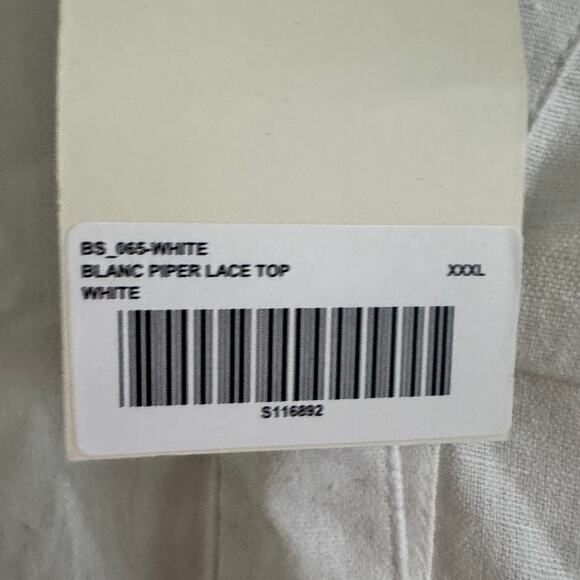 BS_065-WHITE
BLANC PIPER LACE TOP XXXL
WHITE
S116892